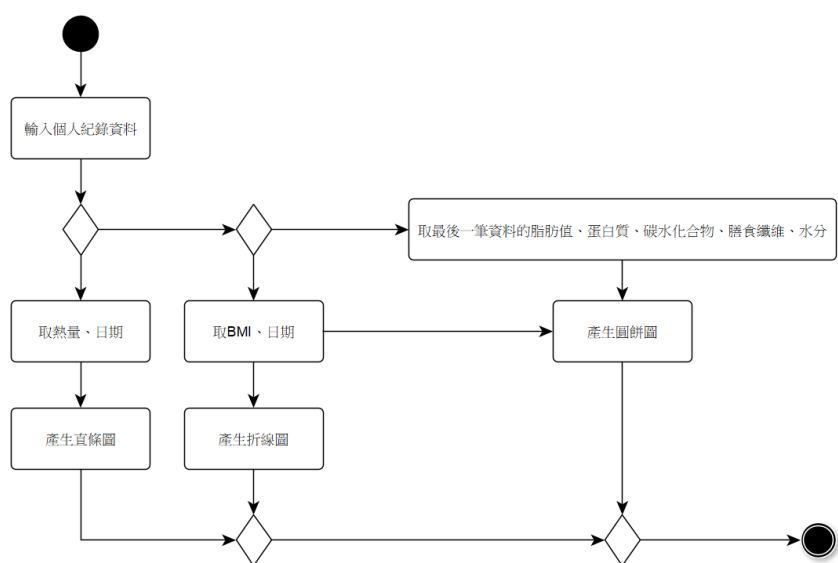 輸入個人紀錄資料
取最後一筆資料的脂肪值、蛋白質、碳水化合物、膳食纖維、水分
取熱量、日期
取BMI、日期
產生圓餅圖
產生直條圖
產生折線圖